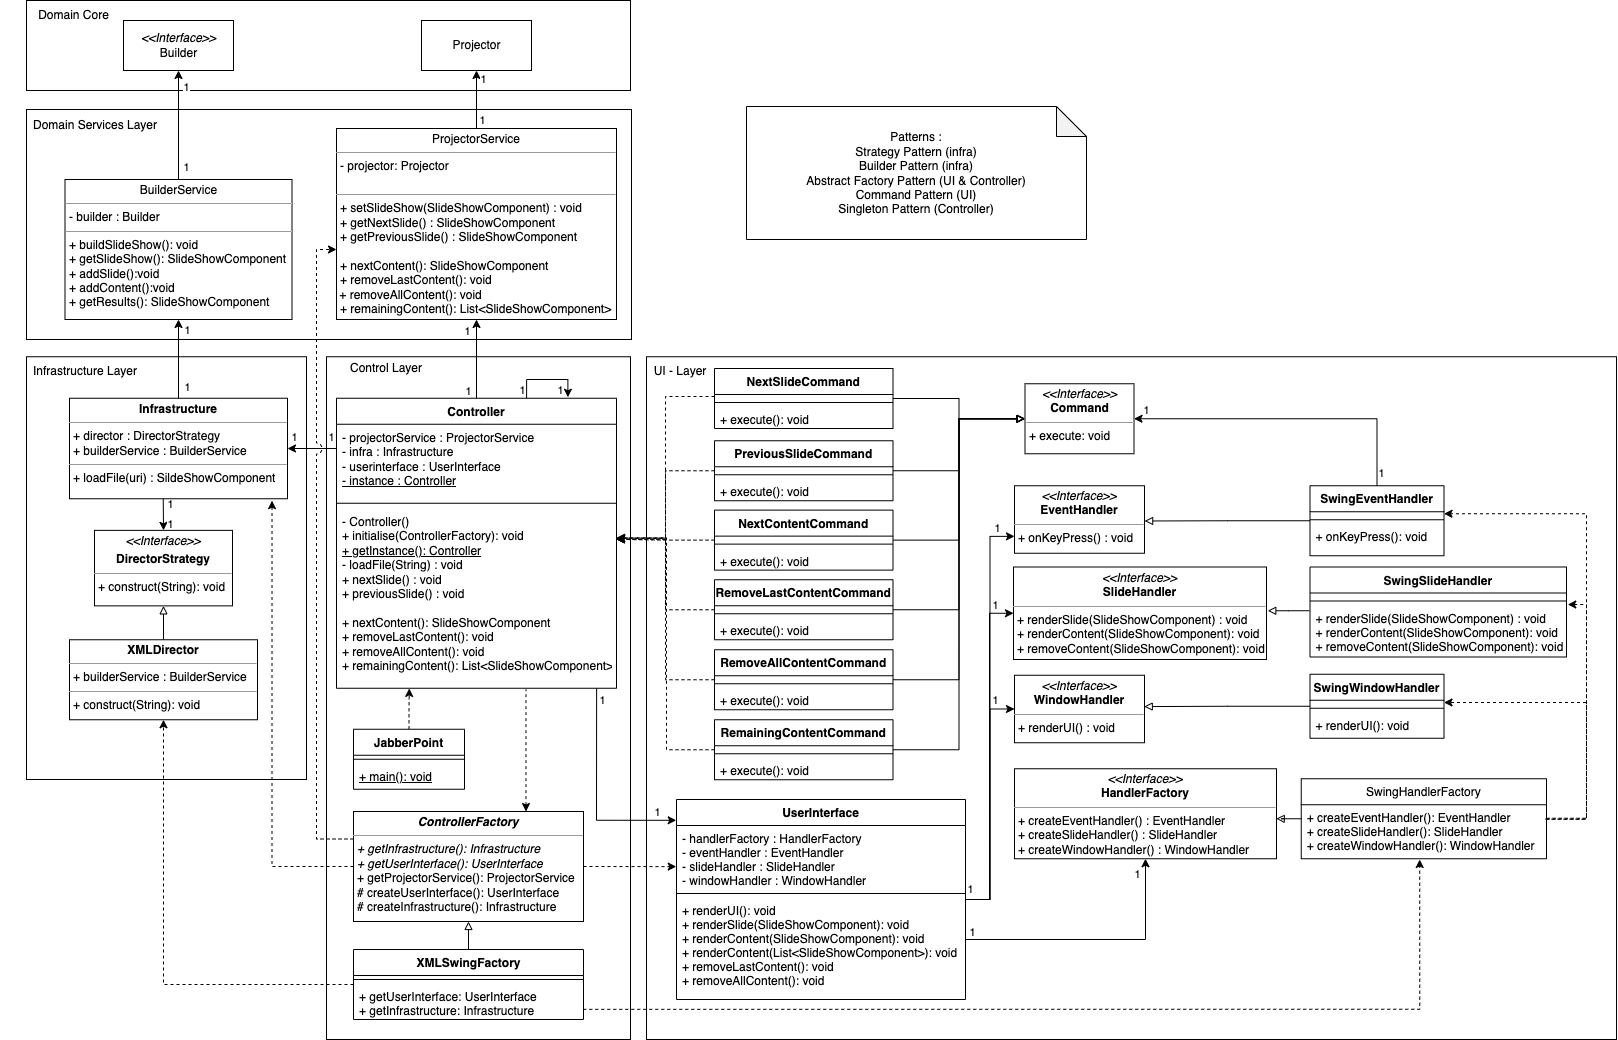 Domain Core
<<Interface>>
Builder
Projector
1
1
Domain Services Layer
1
1
BuilderService
- builder : Builder
+ buildSlideShow(): void
+ getSlideShow(): SlideShowComponent
+ addSlide():void
+ addContent():void
+ getResults(): SlideShowComponent
ProjectorService
- projector: Projector
+ setSlideShow(SlideShowComponent) : void
+ getNextSlide() : SlideShowComponent
+ getPreviousSlide() : SlideShowComponent
+ nextContent(): SlideShowComponent
+ removeLastContent(): void
+ removeAllContent(): void
+ remainingContent(): List<SlideShowComponent>
1
1
Patterns :
Strategy Pattern (infra)
Builder Pattern (infra)
Abstract Factory Pattern (UI & Controller)
Command Pattern (UI)
Singleton Pattern (Controller)
Infrastructure Layer
1
Infrastructure
+ director : DirectorStrategy
+ builderService : BuilderService
+ loadFile(uri) : SildeShowComponent
1
1
1
1
<<Interface>>
DirectorStrategy
+ construct(String): void
XMLDirector
+ builderService : BuilderService
+ construct(String): void
Control Layer
1
1
1
Controller
- projectorService : ProjectorService
- infra : Infrastructure
- userinterface : UserInterface
- instance : Controller
- Controller()
+ initialise(ControllerFactory): void
+ getInstance(): Controller
- loadFile(String) : void
+ nextSlide() : void
+ previousSlide() : void
+ nextContent(): SlideShowComponent
+ removeLastContent(): void
+ removeAllContent(): void
+ remainingContent(): List<SlideShowComponent>
1
JabberPoint
+ main(): void
ControllerFactory
+ getInfrastructure(): Infrastructure
+ getUserInterface(): UserInterface
+ getProjectorService(): ProjectorService
# createUserInterface(): UserInterface
# createInfrastructure(): Infrastructure
XMLSwingFactory
+ getUserInterface: UserInterface
+ getInfrastructure: Infrastructure
UI - Layer
NextSlideCommand
+ execute(): void
PreviousSlideCommand
+ execute(): void
NextContentCommand
+ execute(): void
RemoveLastContentCommand
+ execute(): void
RemoveAllContentCommand
+ execute(): void
RemainingContentCommand
+ execute(): void
1
UserInterface
- handlerFactory : HandlerFactory
- eventHandler : EventHandler
- slideHandler : SlideHandler
- windowHandler : WindowHandler
+ renderUI(): void
+ renderSlide(SlideShowComponent): void
+ renderContent(SlideShowComponent): void
+ renderContent(List<SlideShowComponent>): void
+ removeLastContent(): void
+ removeAllContent(): void
1
1
<<Interface>>
Command
+ execute: void
1
1
<<Interface>>
EventHandler
+ onKeyPress() : void
1
SwingEventHandler
+ onKeyPress(): void
<<Interface>>
SlideHandler
+ renderSlide(SlideShowComponent) : void
+ renderContent(SlideShowComponent): void
+ removeContent(SlideShowComponent): void
1
SwingSlideHandler
+ renderSlide(SlideShowComponent) : void
+ renderContent(SlideShowComponent): void
+ removeContent(SlideShowComponent): void
<<Interface>>
WindowHandler
+ renderUI() : void
1
SwingWindowHandler
+ renderUI(): void
<<Interface>>
HandlerFactory
+ createEventHandler() : EventHandler
+ createSlideHandler() : SlideHandler
+ createWindowHandler() : WindowHandler
1
SwingHandlerFactory
+ createEventHandler(): EventHandler
+ createSlideHandler(): SlideHandler
+ createWindowHandler(): WindowHandler